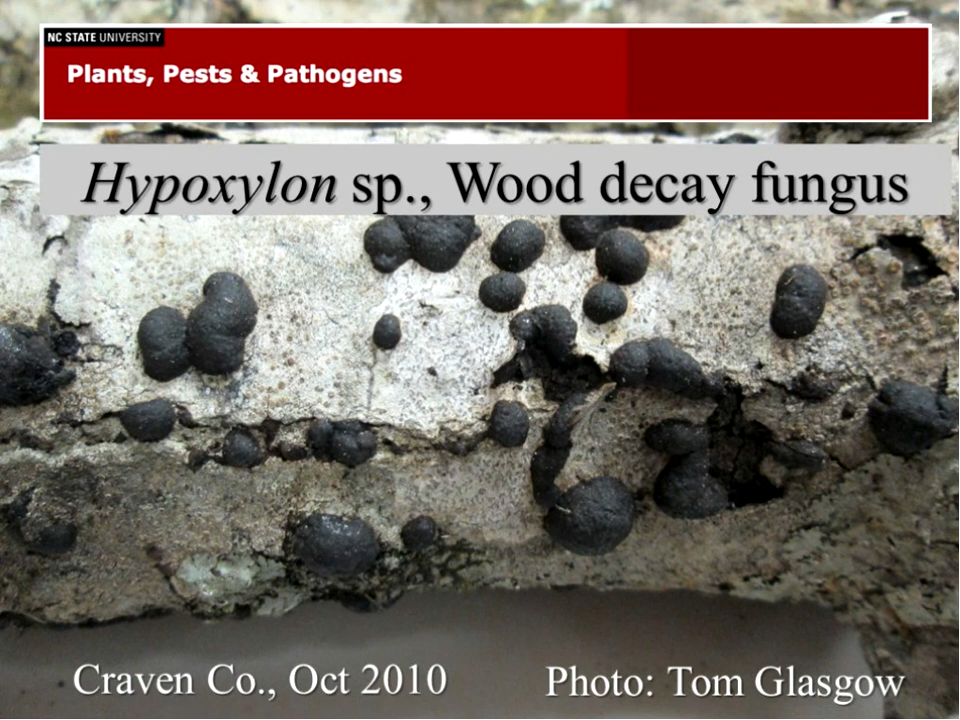 NC STATE UNIVERSITY
Plants, Pests & Pathogens
Hypoxylon sp., Wood decay fungus
Craven Co., Oct 2010 Photo: Tom Glasgow